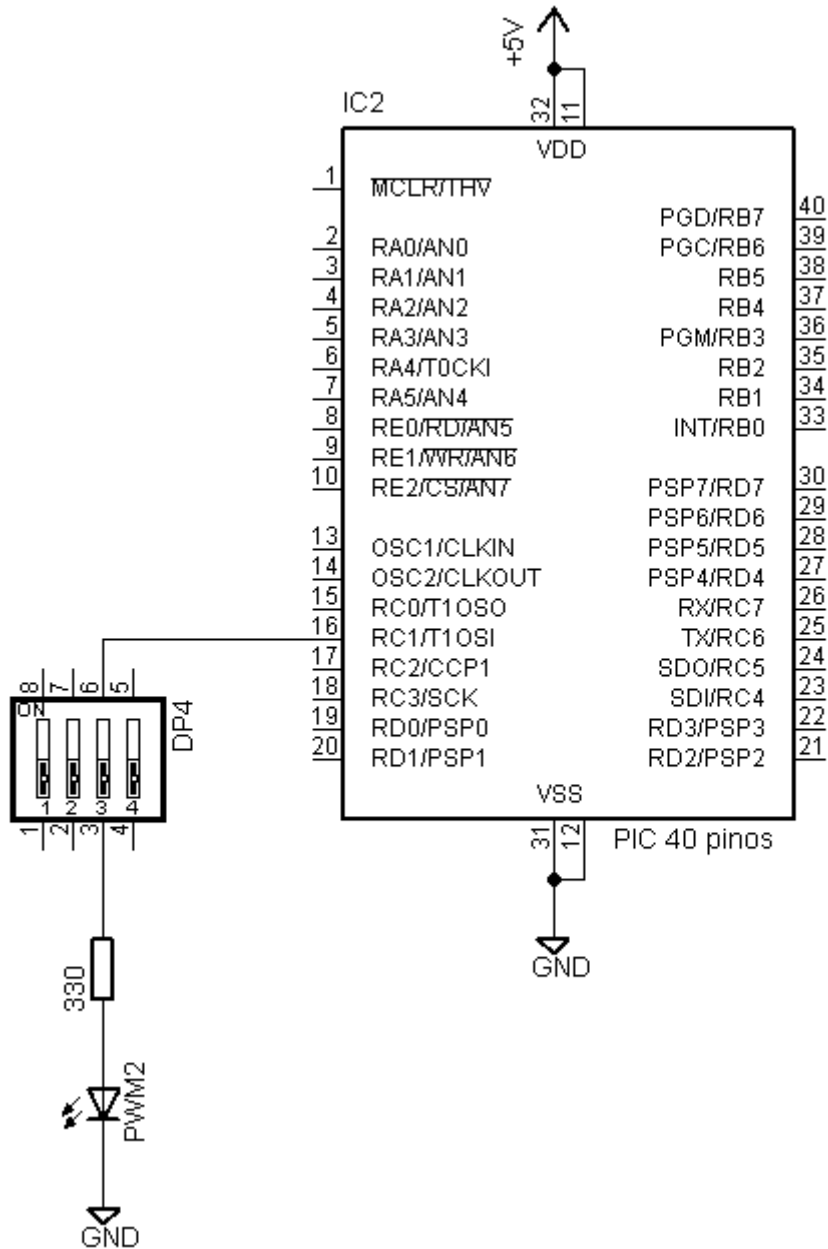 +5V
IC2
32
11
VDD
1
MCLR/THV
PGD/RB7
40
2
RA0/AN0
PGC/RB6
39
3
RA1/AN1
RB5
38
4
RA2/AN2
RB4
37
5
RA3/AN3
PGM/RB3
36
6
RA4/T0CKI
RB2
35
7
RA5/AN4
RB1
34
8
RE0/RD/AN5
INT/RB0
33
9
RE1/WR/AN6
10
RE2/CS/AN7
PSP7/RD7
30
PSP6/RD6
29
13
OSC1/CLKIN
PSP5/RD5
28
14
OSC2/CLKOUT
PSP4/RD4
27
15
RC0/T1OSO
RX/RC7
26
16
RC1/T1OSI
TX/RC6
25
17
RC2/CCP1
SDO/RC5
24
18
RC3/SCK
SDI/RC4
23
19
RD0/PSP0
RD3/PSP3
22
20
RD1/PSP1
RD2/PSP2
21
VSS
31
12
PIC 40 pinos
GND
8 7 6 5
ON
DP4
1 2 3 4
1 2 3 4
330
PWM2
GND